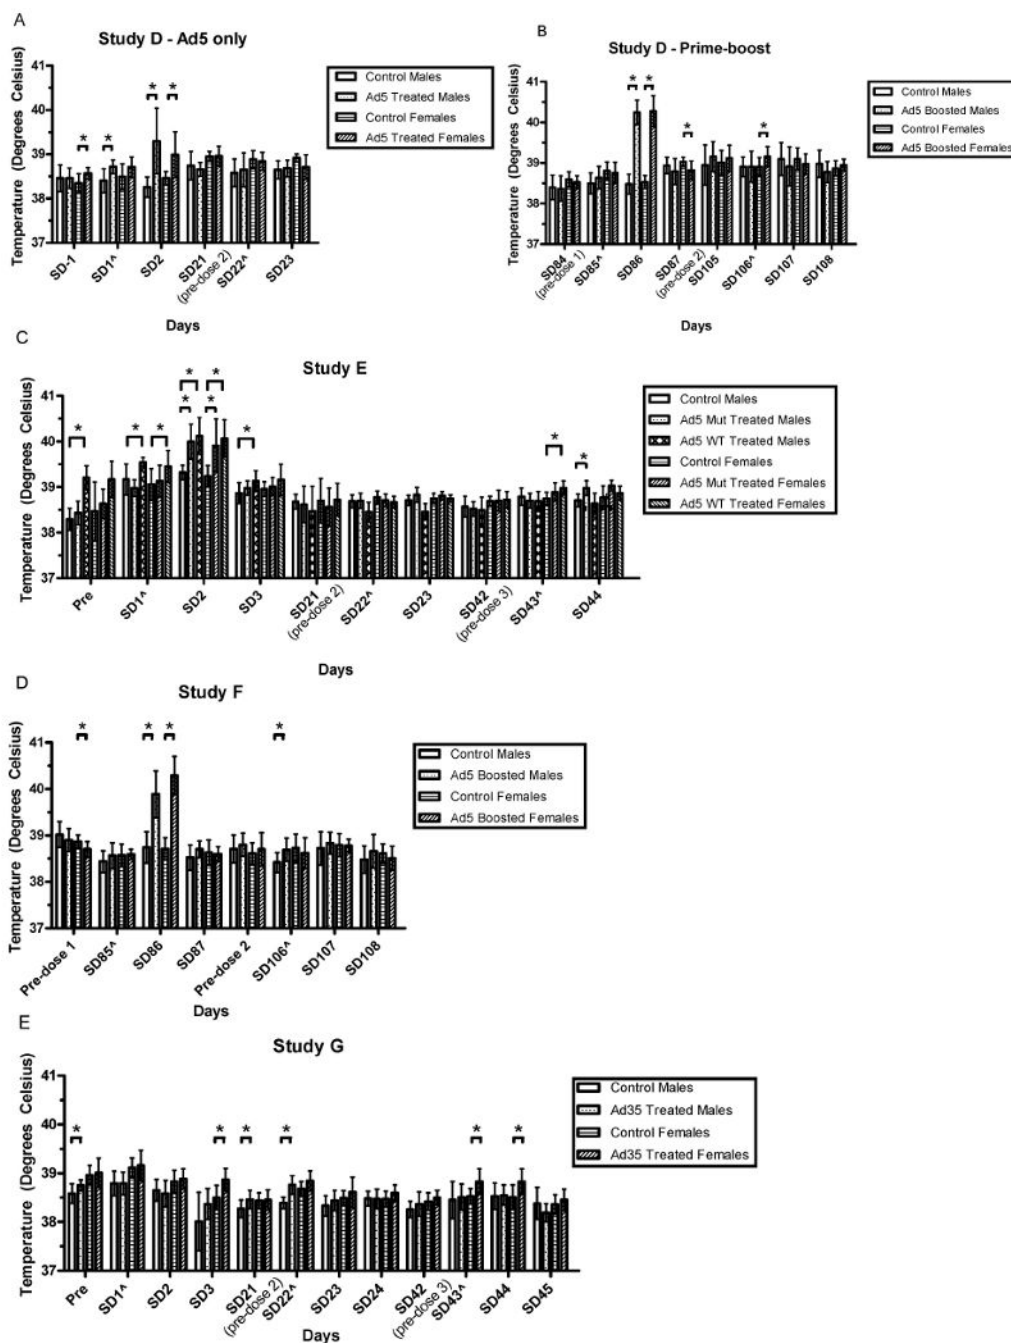 A
Study D - Ad5 only
Temperature (Degrees Celsius)
41
40
39
38
37
* * * *
SD-1
SD1^
SD2
SD21
(pre-dose 2)
SD22^
SD23
Days
Control Males
Ad5 Treated Males
Control Females
Ad5 Treated Females
B
Study D - Prime-boost
Temperature (Degrees Celsius)
41
40
39
38
37
* * * *
SD84
(pre-dose 1)
SD85^
SD86
SD87
(pre-dose 2)
SD105
SD106^
SD107
SD108
Days
Control Males
Ad5 Boosted Males
Control Females
Ad5 Boosted Females
C
Study E
Temperature (Degrees Celsius)
41
40
39
38
37
* * * * * * * * * *
Pre
SD1^
SD2
SD3
SD21
(pre-dose 2)
SD22^
SD23
SD42
(pre-dose 3)
SD43^
SD44
Days
Control Males
Ad5 Mut Treated Males
Ad5 WT Treated Males
Control Females
Ad5 Mut Treated Females
Ad5 WT Treated Females
D
Study F
Temperature (Degrees Celsius)
41
40
39
38
37
* * * *
Pre-dose 1
SD85^
SD86
SD87
Pre-dose 2
SD106^
SD107
SD108
Days
Control Males
Ad5 Boosted Males
Control Females
Ad5 Boosted Females
E
Study G
Temperature (Degrees Celsius)
41
40
39
38
37
* * * * * *
Pre
SD1^
SD2
SD3
SD21
(pre-dose 2)
SD22^
SD23
SD24
SD42
(pre-dose 3)
SD43^
SD44
SD45
Days
Control Males
Ad35 Treated Males
Control Females
Ad35 Treated Females